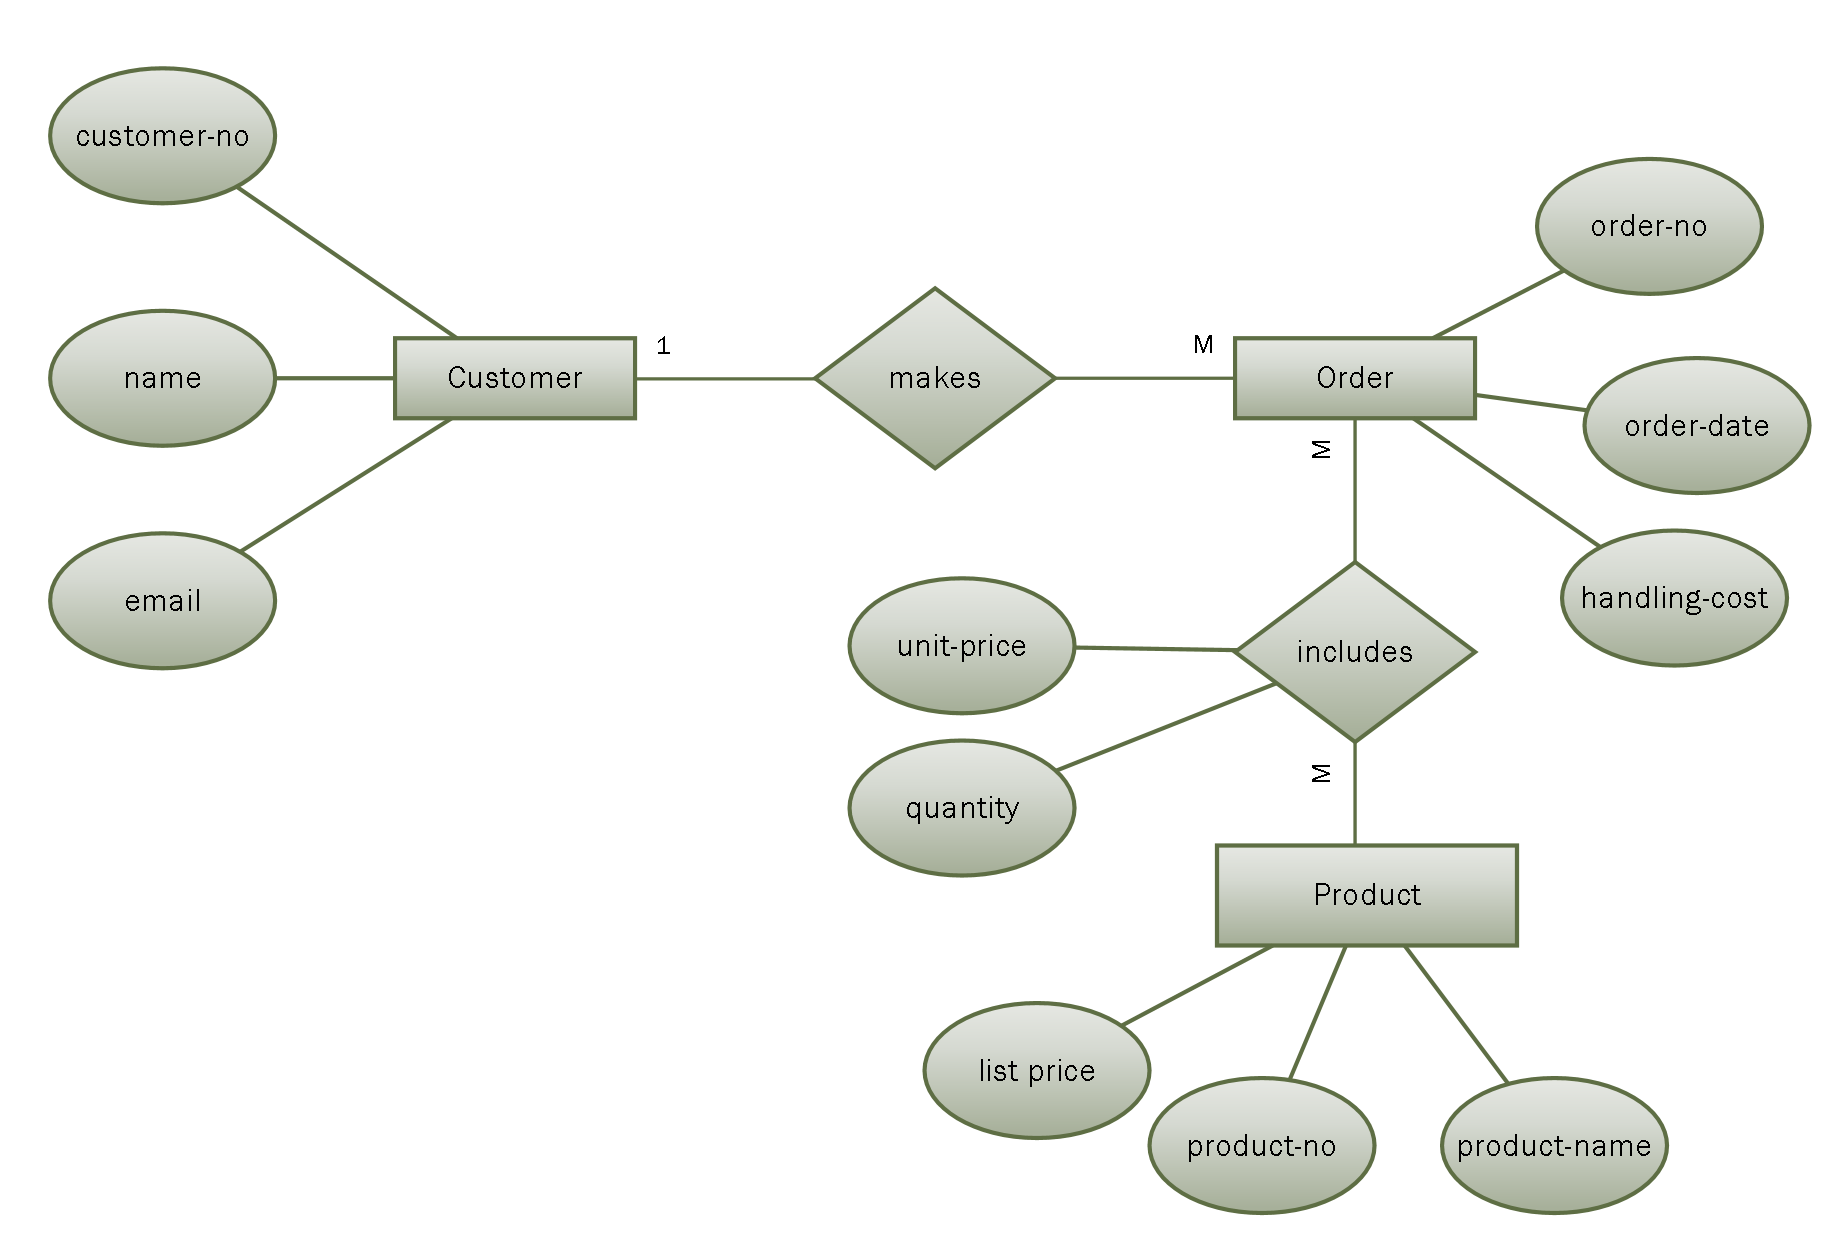 customer-no
order-no
name
Customer
1
makes
M
Order
order-date
M
email
handling-cost
unit-price
includes
quantity
M
Product
list price
product-no
product-name